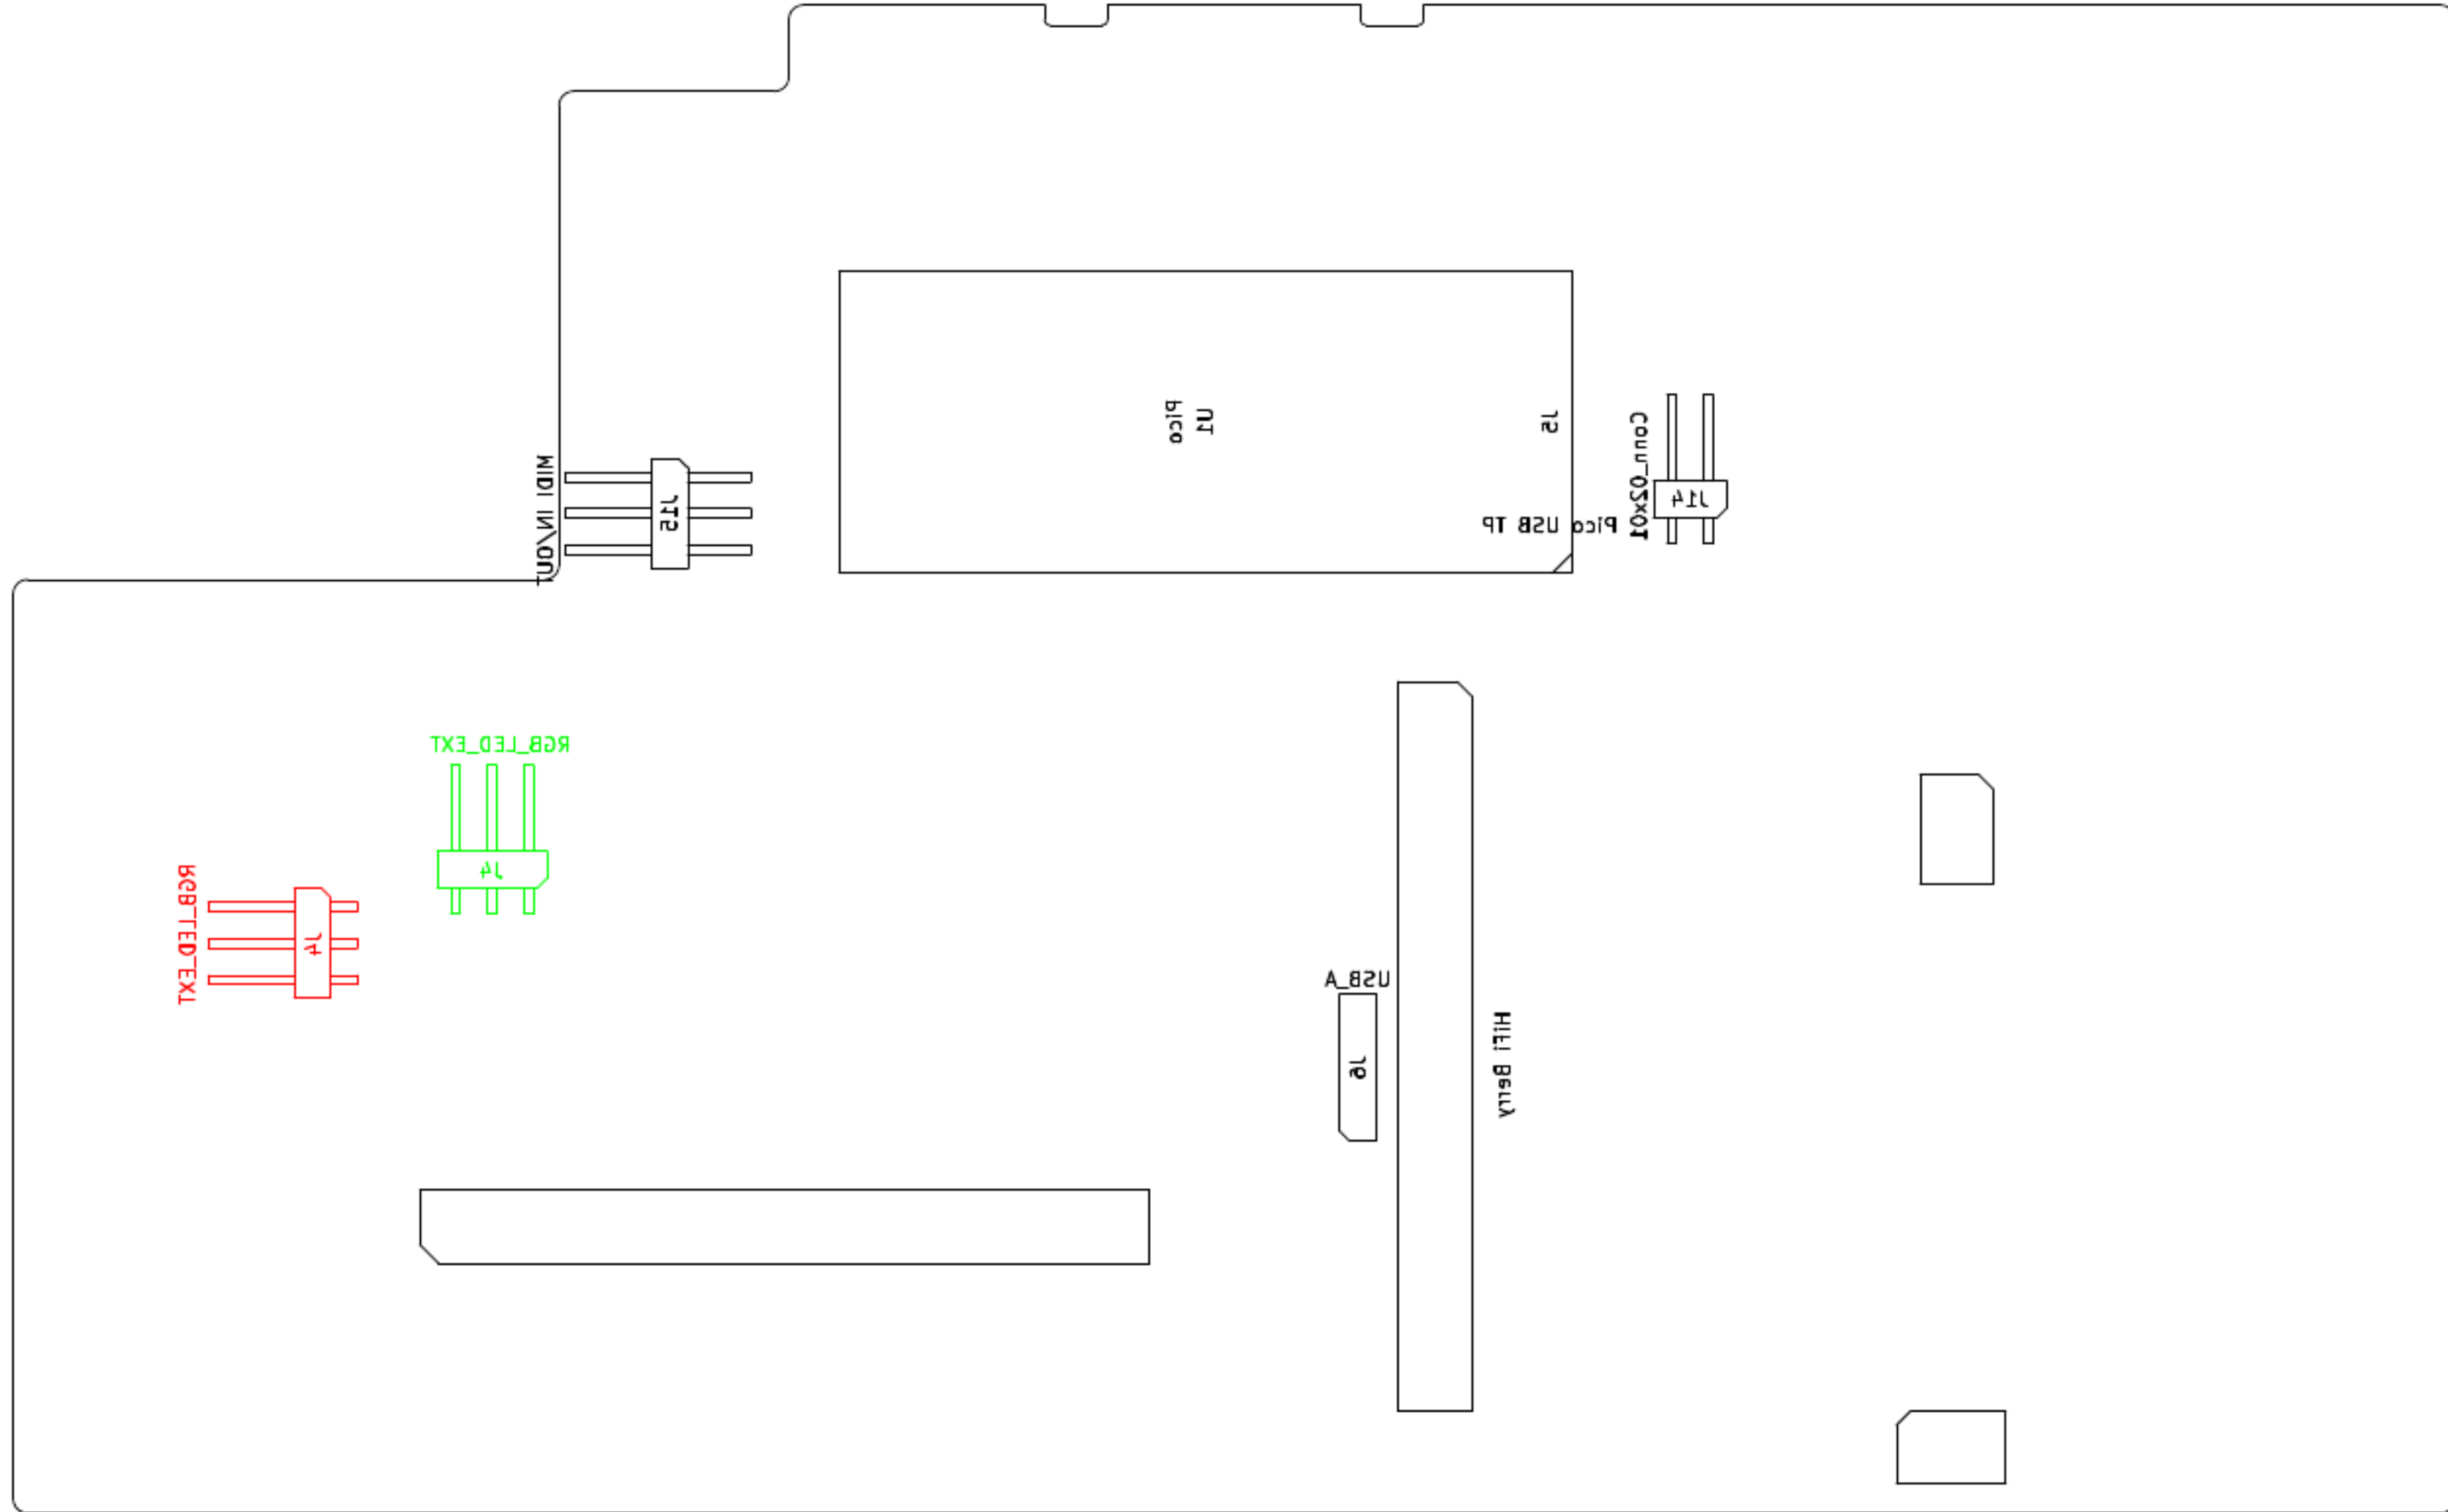 Pico
U1
J5
Conn_02x01
J14
Pico USB TP
MIDI IN/OUT
J15
RGB_LED_EXT
J4
RGB_LED_EXT
J4
USB_A
J6
HiFi Berry